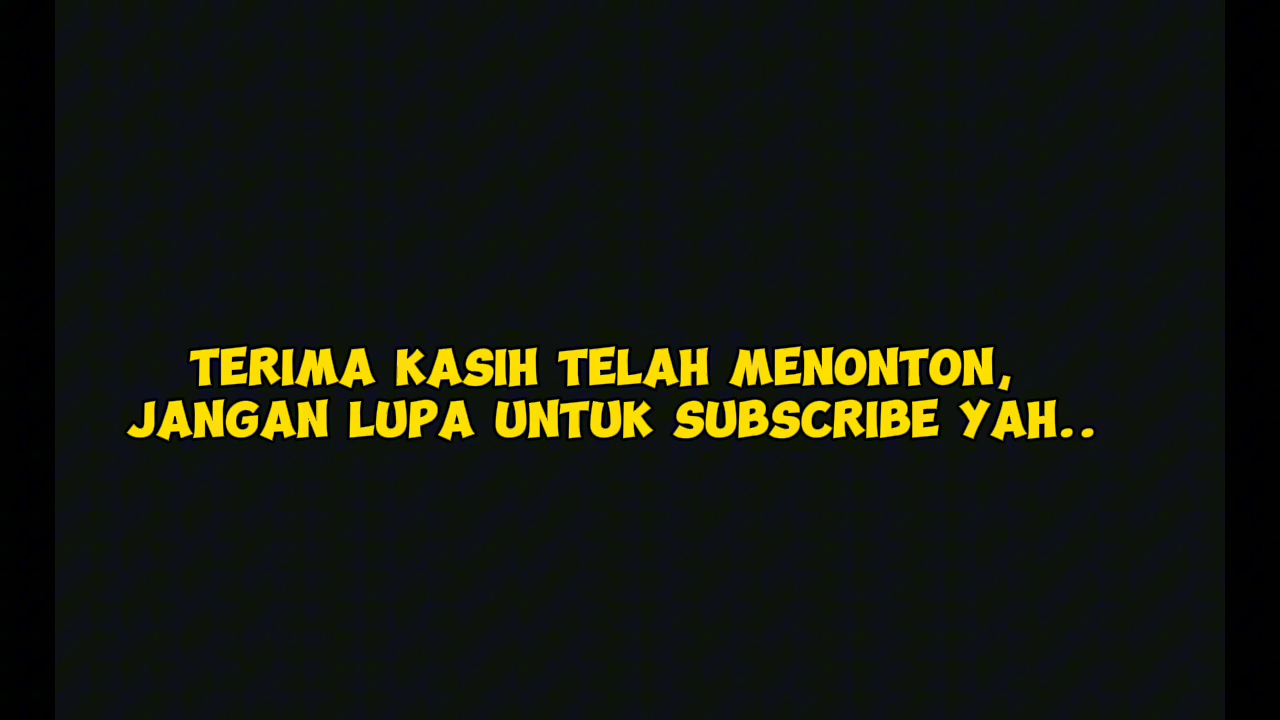 TERIMA KASIH TELAH MENONTON,
JANGAN LUPA UNTUK SUBSCRIBE YAH..